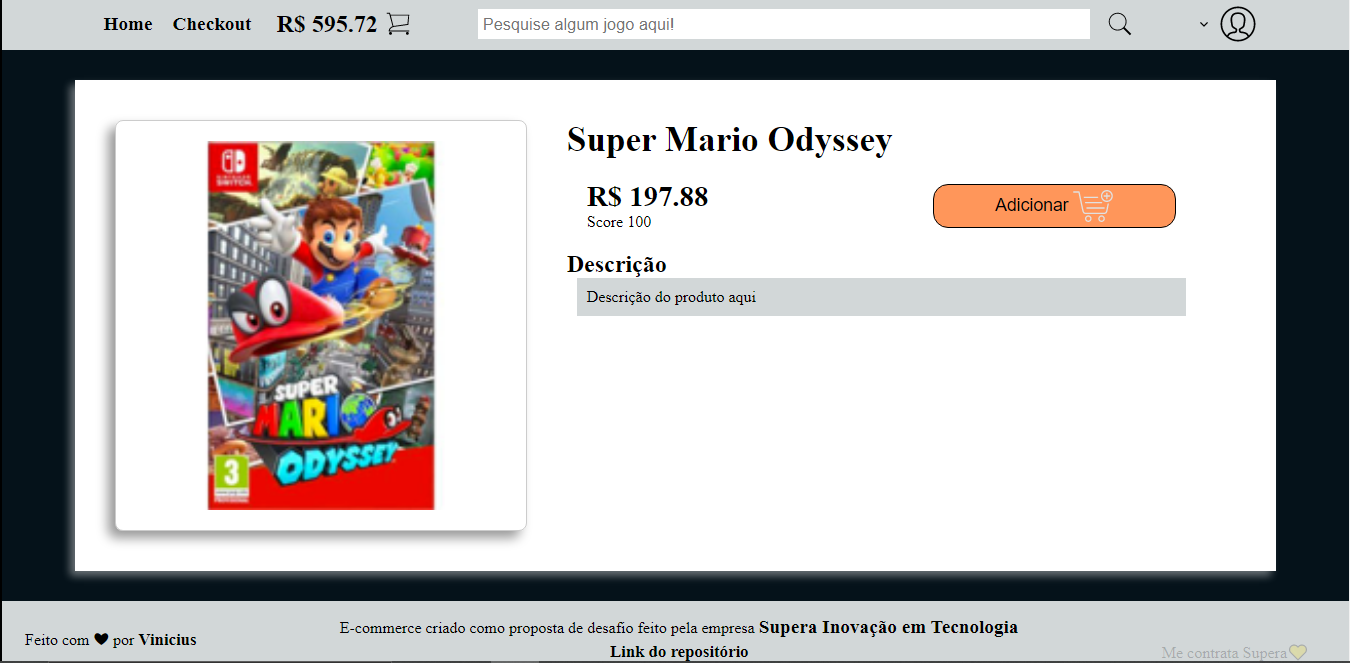 Home Checkout R$ 595.72 Pesquise algum jogo aqui!
NINTENDO
SWITCH
SUPER
MARIO
ODYSSEY
3
Super Mario Odyssey
R$ 197.88
Score 100
Adicionar
Descrição
Descrição do produto aqui
Feito com ♥ por Vinicius
E-commerce criado como proposta de desafio feito pela empresa Supera Inovação em Tecnologia
Link do repositório
Me contrata Supera💛